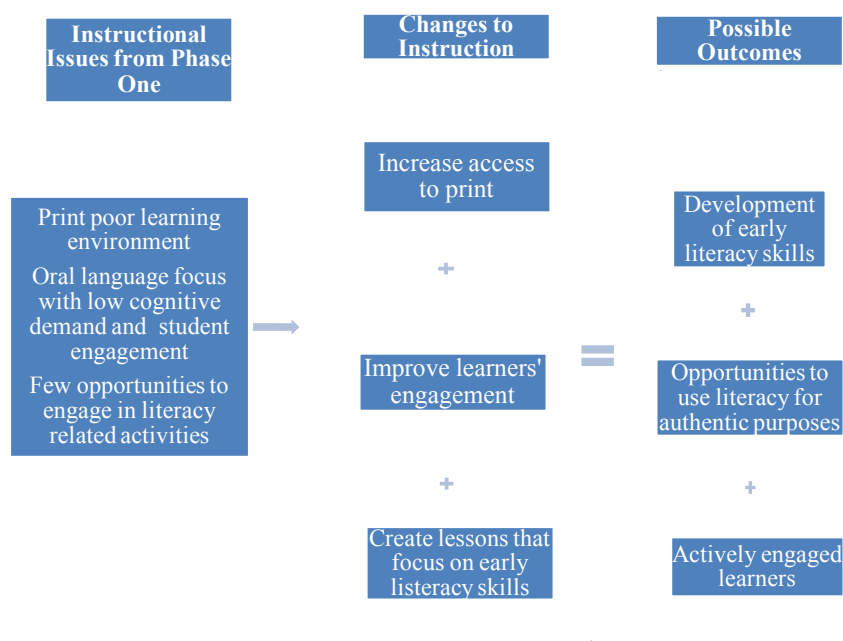 Instructional
Issues from Phase
One
Changes to
Instruction
Possible
Outcomes
Print poor learning
environment
Oral language focus
with low cognitive
demand and student
engagement
Few opportunities to
engage in literacy
related activities
Increase access
to print
+
Improve learners'
engagement
+
Create lessons that
focus on early
listeracy skills
=
Development
of early
literacy skills
+
Opportunities to
use literacy for
authentic purposes
+
Actively engaged
learners